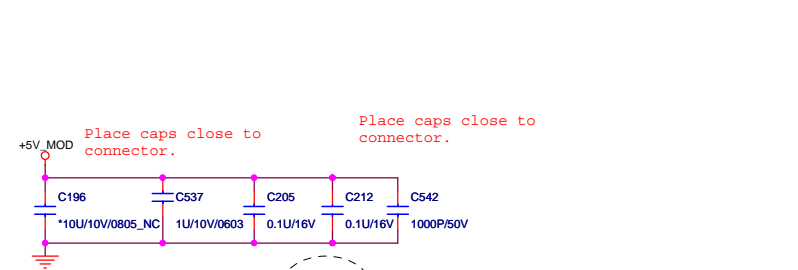 Place caps close to
connector.
Place caps close to
connector.
+5V_MOD
C196
C537
C205
C212
C542
*10U/10V/0805_NC
1U/10V/0603
0.1U/16V
0.1U/16V
1000P/50V